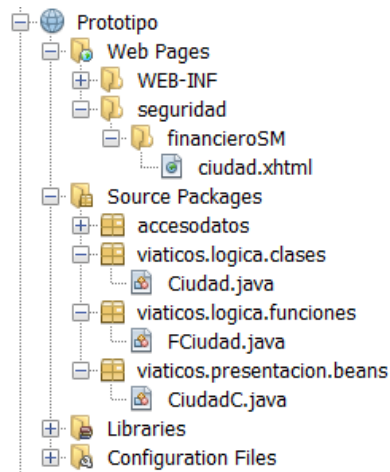 Prototipo
Web Pages
WEB-INF
seguridad
financieroSM
ciudad.xhtml
Source Packages
accesodatos
viaticos.logica.clases
Ciudad.java
viaticos.logica.funciones
FCiudad.java
viaticos.presentacion.beans
CiudadC.java
Libraries
Configuration Files